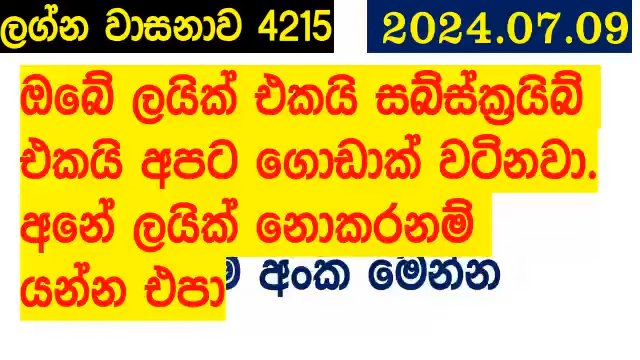 ලග්න වාසනාව 4215
2024.07.09
ඔබේ ලයික් එකයි සබ්ස්ක්‍රයිබ්
එකයි අපට ගොඩාක් වටිනවා.
අනේ ලයික් නොකරනම්
යන්න එපා
අංක මෙන්න